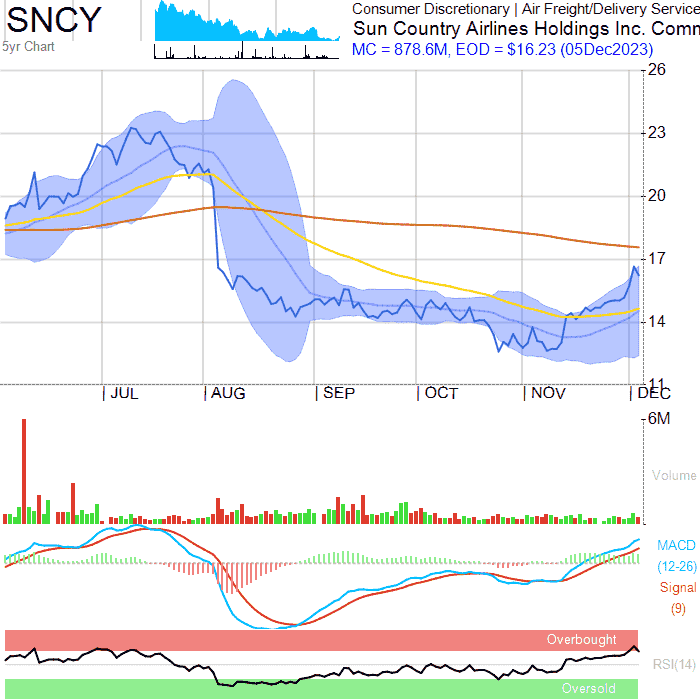 SNCY
5yr Chart
Consumer Discretionary | Air Freight/Delivery Service
Sun Country Airlines Holdings Inc. Comm
MC = 878.6M, EOD = $16.23 (05Dec2023)
26
23
20
17
14
11
JUL AUG SEP OCT NOV DEC
6M
Volume
MACD
(12-26)
Signal
(9)
Overbought
RSI(14)
Oversold